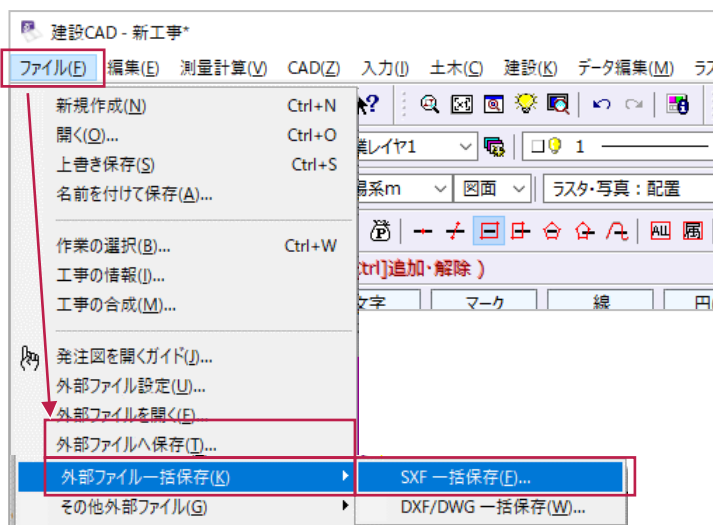 建設CAD - 新工事*
ファイル(F) 編集(E) 測量計算(V) CAD(Z) 入力(I) 土木(C) 建設(K) データ編集(M)
新規作成(N) Ctrl+N
開く(O)... Ctrl+O
業レイヤ1 1
上書き保存(S) Ctrl+S
名前を付けて保存(A)...
場系m 図面 ラスタ・写真：配置
作業の選択(B)... Ctrl+W
ALL 属
工事の情報(J)...
Ctrl]追加・解除 )
工事の合成(M)...
文字 マーク 線 円
発注図を開くガイド(J)...
外部ファイル設定(U)...
外部ファイルを開く(F)...
外部ファイルへ保存(T)...
外部ファイル一括保存(K) SXF 一括保存(F)...
その他外部ファイル(G) DXF/DWG 一括保存(W)...